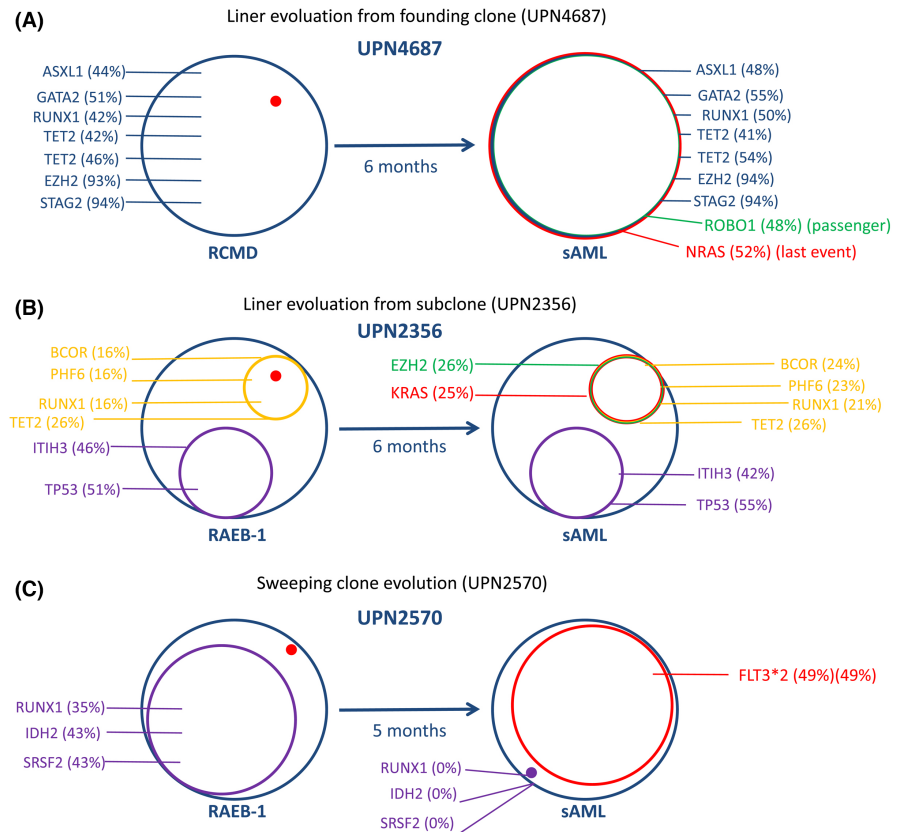 (A)
Liner evoluation from founding clone (UPN4687)
UPN4687
ASXL1 (44%)
GATA2 (51%)
RUNX1 (42%)
TET2 (42%)
TET2 (46%)
EZH2 (93%)
STAG2 (94%)
RCMD
6 months
ASXL1 (48%)
GATA2 (55%)
RUNX1 (50%)
TET2 (41%)
TET2 (54%)
EZH2 (94%)
STAG2 (94%)
ROBO1 (48%) (passenger)
NRAS (52%) (last event)
sAML
(B)
Liner evoluation from subclone (UPN2356)
UPN2356
BCOR (16%)
PHF6 (16%)
RUNX1 (16%)
TET2 (26%)
ITIH3 (46%)
TP53 (51%)
RAEB-1
6 months
EZH2 (26%)
KRAS (25%)
BCOR (24%)
PHF6 (23%)
RUNX1 (21%)
TET2 (26%)
ITIH3 (42%)
TP53 (55%)
sAML
(C)
Sweeping clone evolution (UPN2570)
UPN2570
RUNX1 (35%)
IDH2 (43%)
SRSF2 (43%)
RAEB-1
5 months
FLT3*2 (49%)(49%)
RUNX1 (0%)
IDH2 (0%)
SRSF2 (0%)
sAML